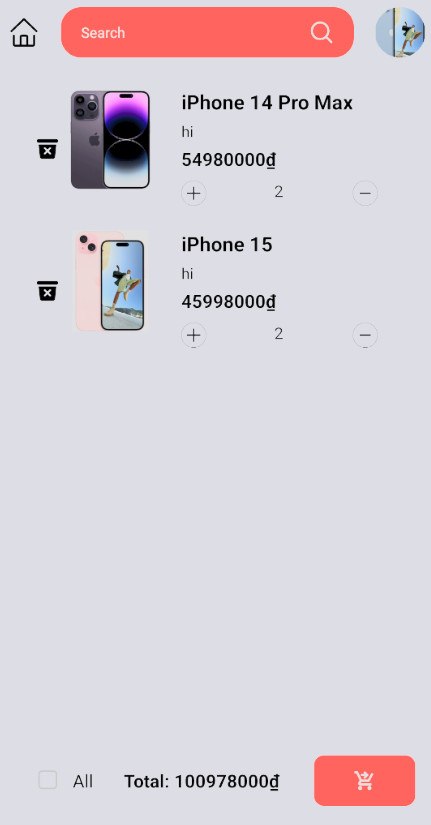 Search
iPhone 14 Pro Max
hi
54980000₫
2
iPhone 15
hi
45998000₫
2
All
Total: 100978000₫